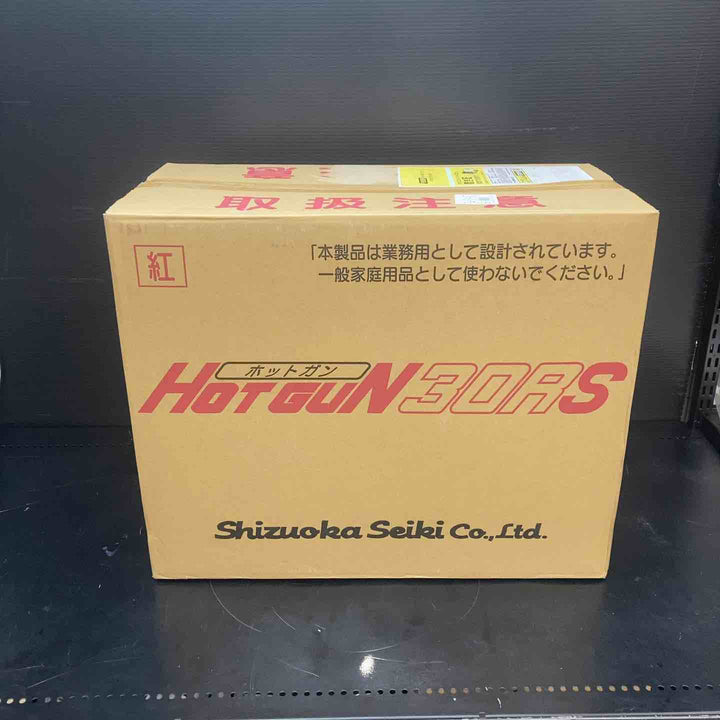 取扱注意
紅
「本製品は業務用として設計されています。
一般家庭用品として使わないでください。」
ホットガン
HOTGUN30RS
Shizuoka Seiki Co.,Ltd.